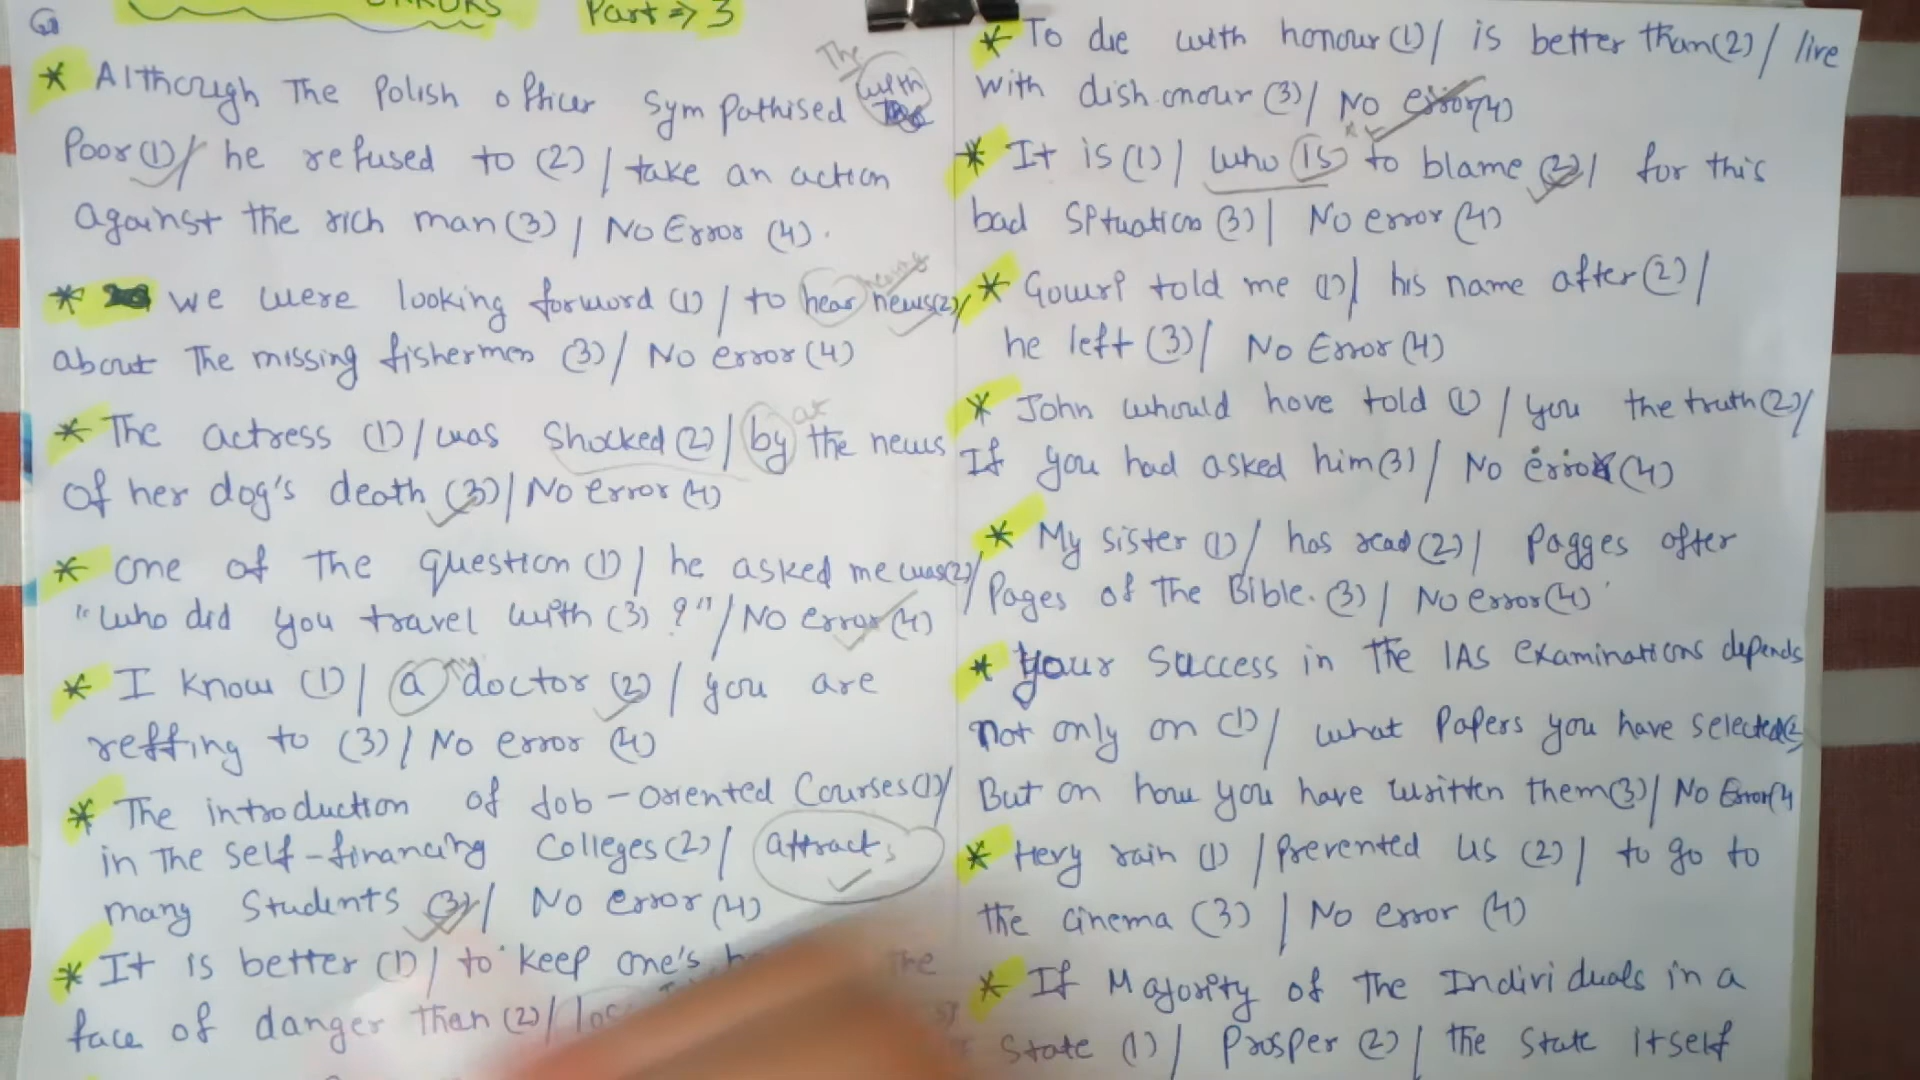 ERRORS Part => 3
* Although The Polish officer Sympathised The with
Poor (1) / he refused to (2) / take an action
against the rich man (3) / No Error (4).
* we were looking forword (1) / to hear hearing news (2) /
about The missing fishermen (3) / No error (4)
* The actress (1) / was Shocked (2) / by at the news
of her dog's death (3) / No error (4)
* one of the question (1) / he asked me was (2) /
"who did you travel with (3) ?" / No error (4)
* I know (1) / a doctor (2) / you are
reffing to (3) / No error (4)
* The introduction of Job-oriented Courses (1) /
in The self-financing Colleges (2) / attracts
many Students (3) / No error (4)
* It is better (1) / to keep one's The
face of danger than (2) /
* To die with honour (1) / is better than (2) / live
with dishonour (3) / No error (4)
* It is (1) / who is to blame (2) / for this
bad Situation (3) / No error (4)
* Gowri told me (1) / his name after (2) /
he left (3) / No Error (4)
* John whould have told (1) / you the truth (2) /
If you had asked him (3) / No error (4)
* My sister (1) / has read (2) / Pagges after
Pages of the Bible. (3) / No error (4)
* Your Success in the IAS examinations depends
not only on (1) / what Papers you have selected (2)
But on how you have written them (3) / No Error (4
* Hevy rain (1) / prevented us (2) / to go to
the cinema (3) / No error (4)
* If Majority of The Individuals in a
State (1) / Prosper (2) / the state itself